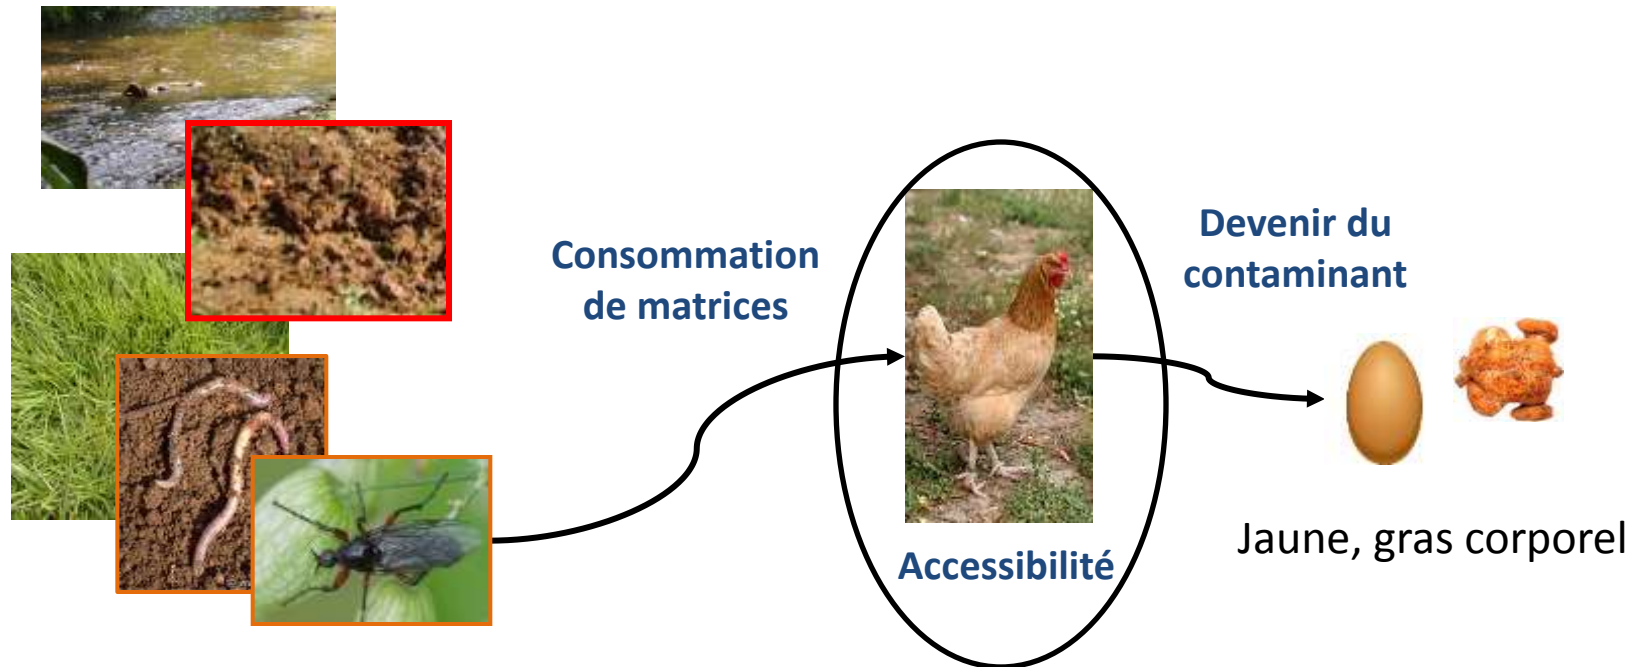 Consommation
de matrices
Accessibilité
Devenir du
contaminant
Jaune, gras corporel